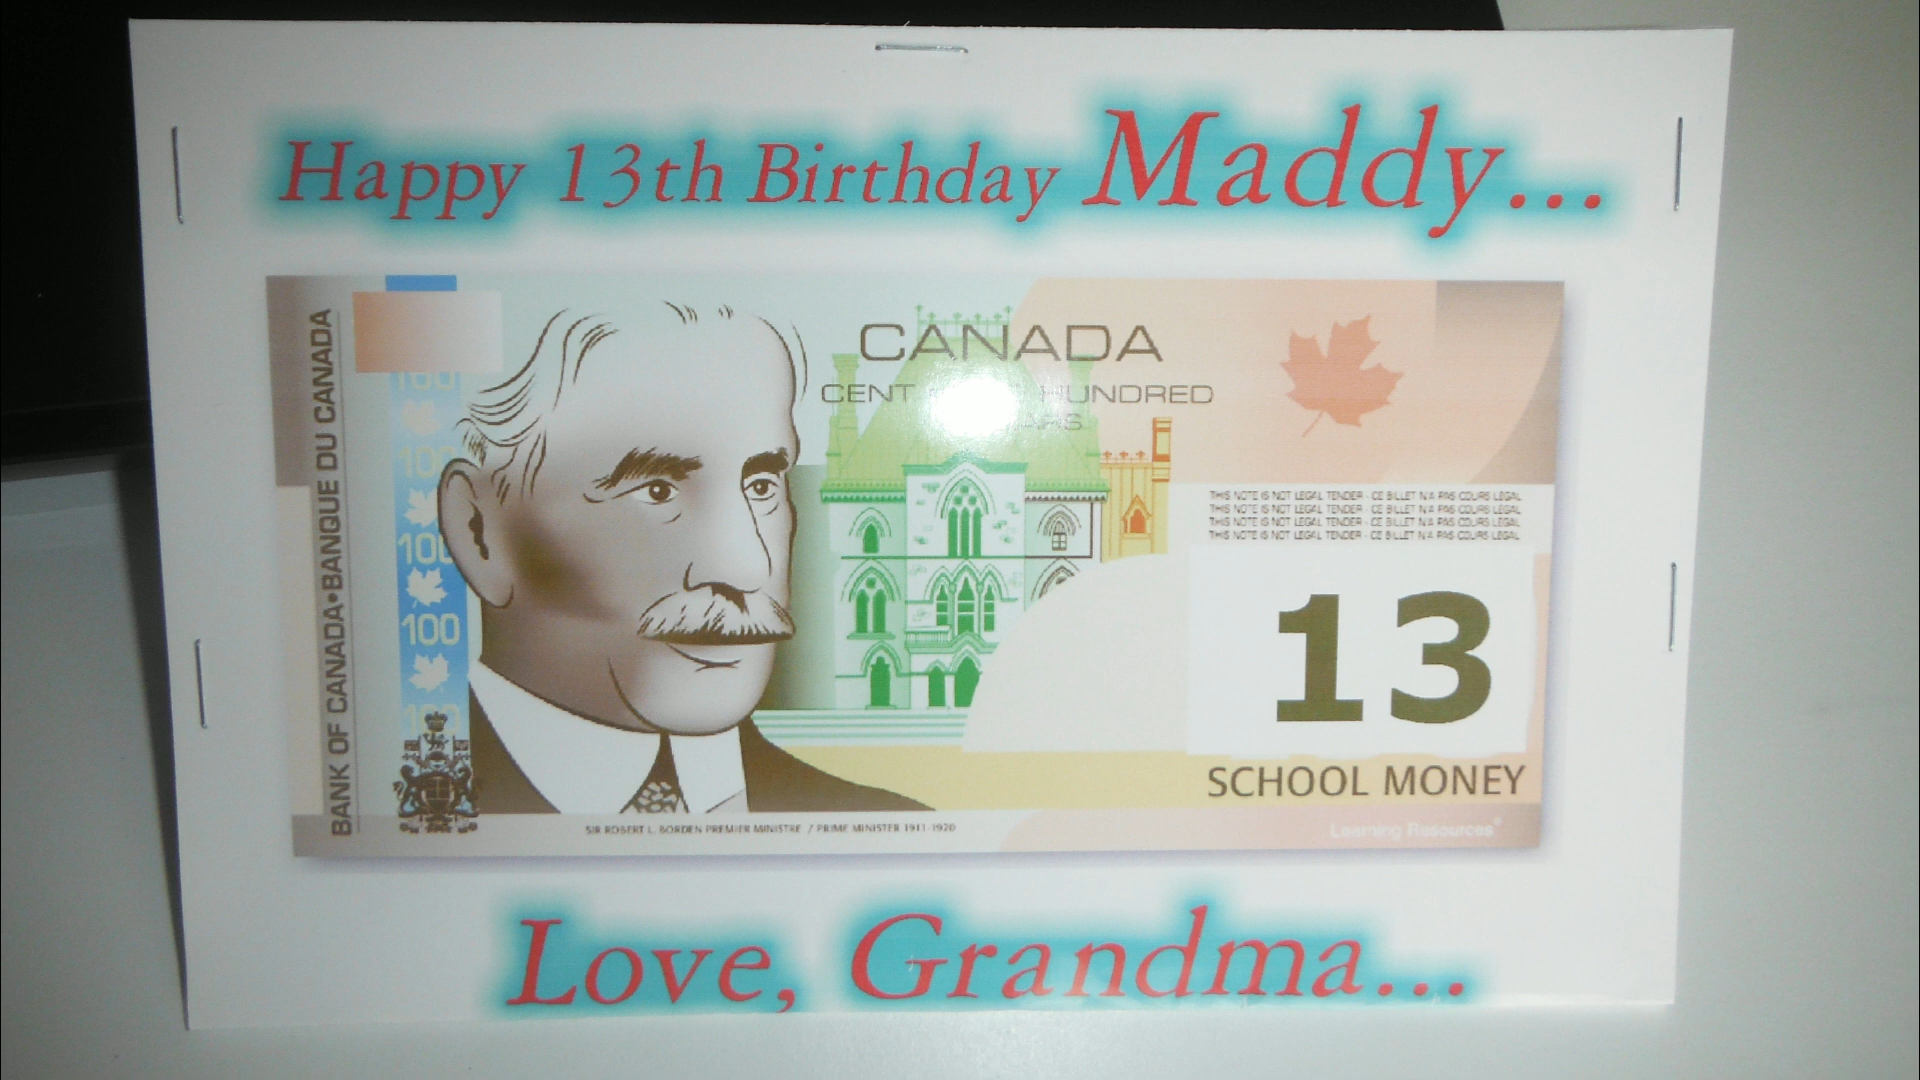 Happy 13th Birthday Maddy...
BANK OF CANADA•BANQUE DU CANADA
100
100
100
100
100
CANADA
CENT HUNDRED
THIS NOTE IS NOT LEGAL TENDER - CE BILLET N'A PAS COURS LEGAL
THIS NOTE IS NOT LEGAL TENDER - CE BILLET N'A PAS COURS LEGAL
THIS NOTE IS NOT LEGAL TENDER - CE BILLET N'A PAS COURS LEGAL
THIS NOTE IS NOT LEGAL TENDER - CE BILLET N'A PAS COURS LEGAL
13
SCHOOL MONEY
SIR ROBERT L. BORDEN PREMIER MINISTRE / PRIME MINISTER 1911-1920
Learning Resources®
Love, Grandma...